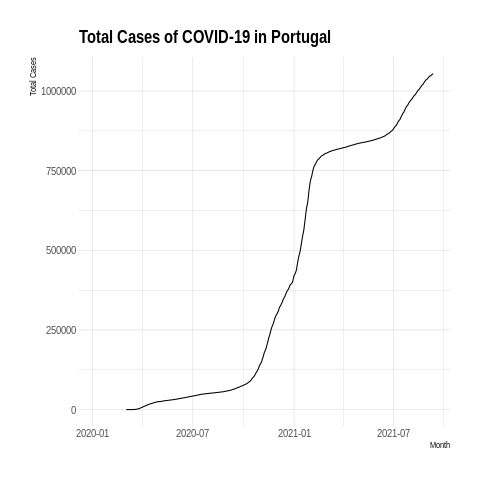 Total Cases of COVID-19 in Portugal
Total Cases
1000000
750000
500000
250000
0
2020-01 2020-07 2021-01 2021-07
Month